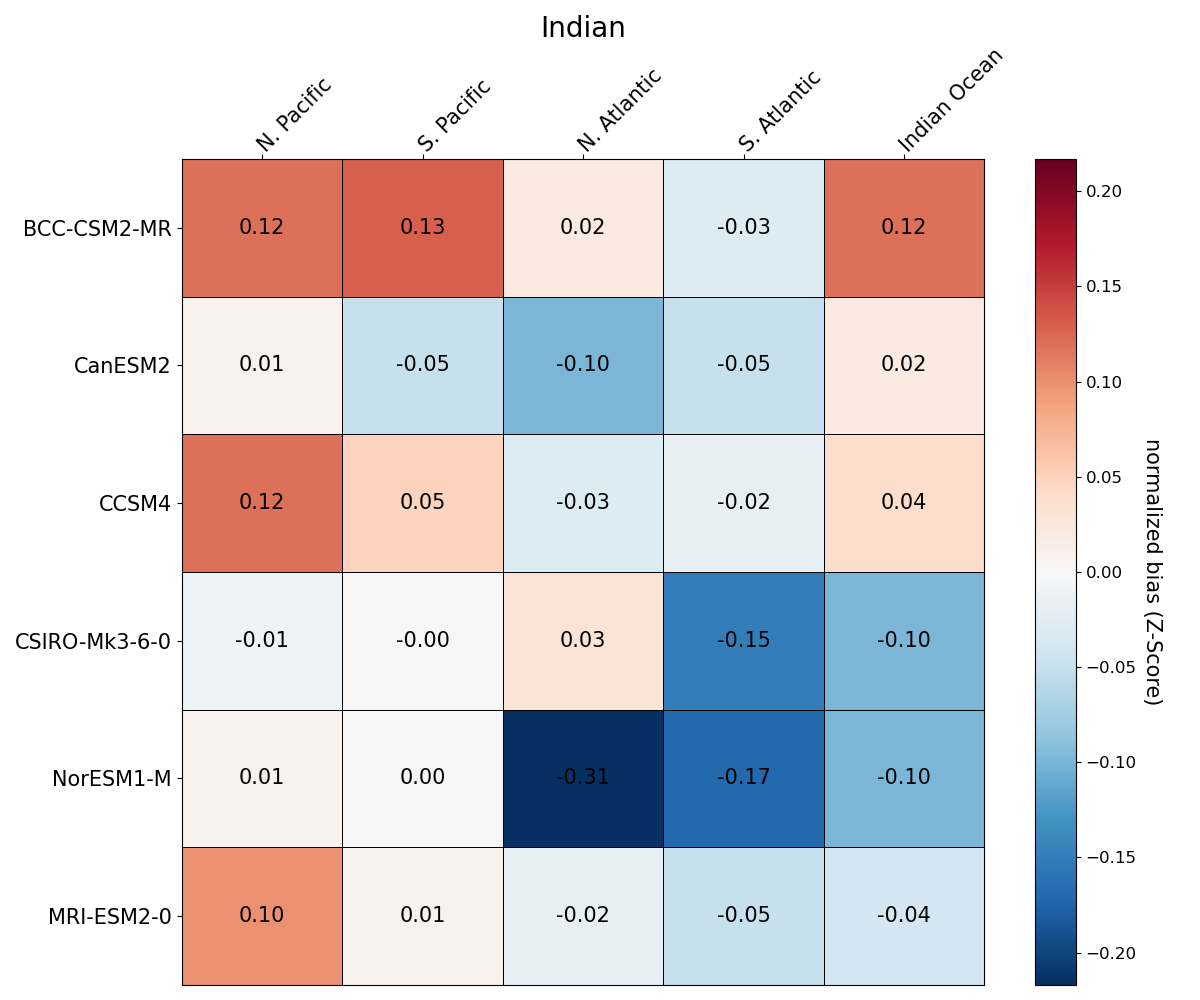 Indian
N. Pacific S. Pacific N. Atlantic S. Atlantic Indian Ocean
BCC-CSM2-MR 0.12 0.13 0.02 -0.03 0.12
CanESM2 0.01 -0.05 -0.10 -0.05 0.02
CCSM4 0.12 0.05 -0.03 -0.02 0.04
CSIRO-Mk3-6-0 -0.01 -0.00 0.03 -0.15 -0.10
NorESM1-M 0.01 0.00 -0.31 -0.17 -0.10
MRI-ESM2-0 0.10 0.01 -0.02 -0.05 -0.04
0.20
0.15
0.10
0.05
0.00
−0.05
−0.10
−0.15
−0.20
normalized bias (Z-Score)